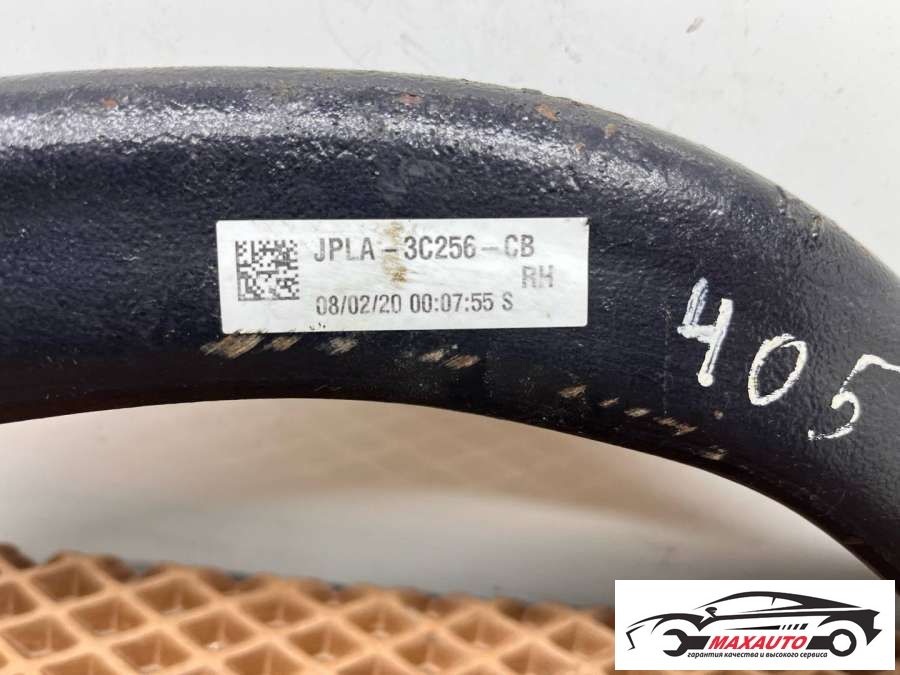 JPLA-3C256-CB
RH
08/02/20 00:07:55 S
405
MAXAUTO
гарантия качества и высокого сервиса